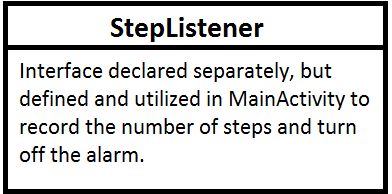 StepListener
Interface declared separately, but
defined and utilized in MainActivity to
record the number of steps and turn
off the alarm.